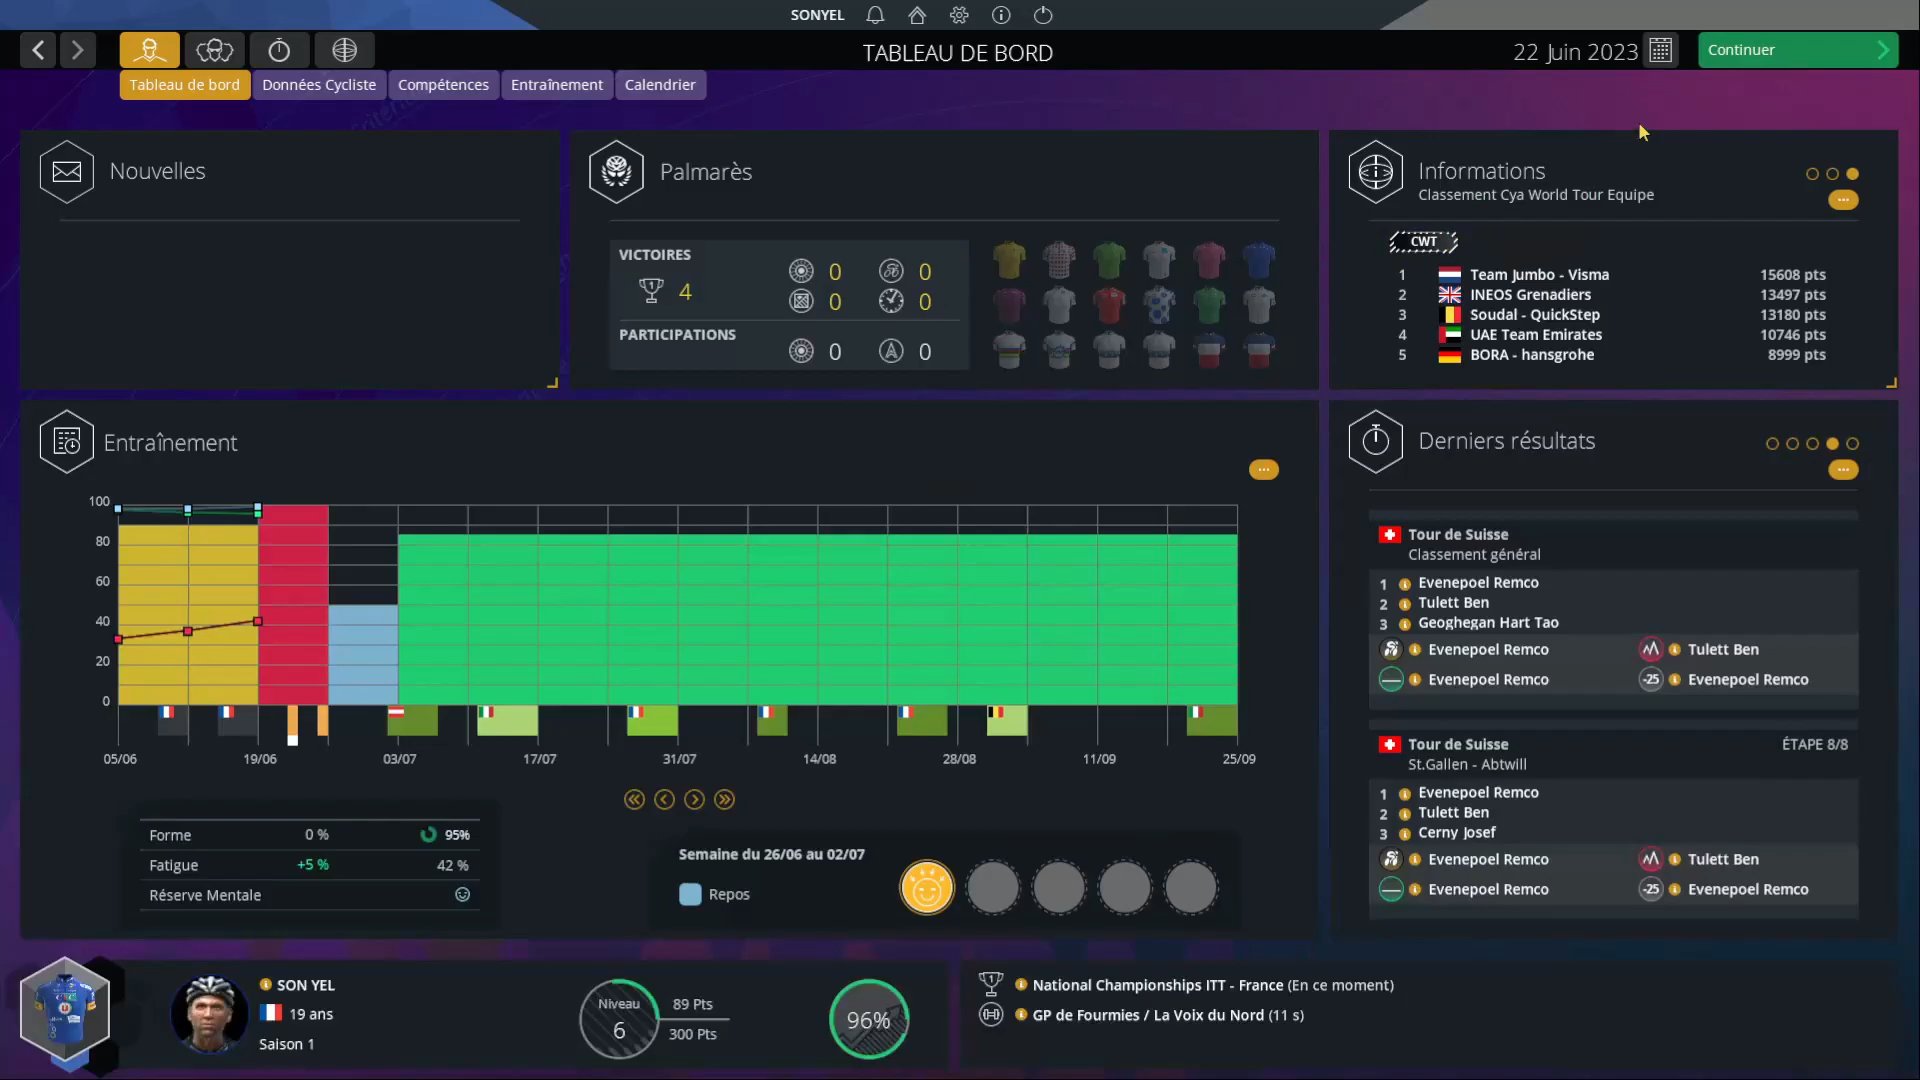 SONYEL
TABLEAU DE BORD
22 Juin 2023
Continuer
Tableau de bord
Données Cycliste
Compétences
Entraînement
Calendrier
Nouvelles
Palmarès
VICTOIRES
4
0
0
0
0
PARTICIPATIONS
0
0
Informations
Classement Cya World Tour Equipe
CWT
1 Team Jumbo - Visma 15608 pts
2 INEOS Grenadiers 13497 pts
3 Soudal - QuickStep 13180 pts
4 UAE Team Emirates 10746 pts
5 BORA - hansgrohe 8999 pts
Entraînement
100
80
60
40
20
0
05/06 19/06 03/07 17/07 31/07 14/08 28/08 11/09 25/09
Forme 0 % 95%
Fatigue +5 % 42 %
Réserve Mentale
Semaine du 26/06 au 02/07
Repos
Derniers résultats
Tour de Suisse
Classement général
1 Evenepoel Remco
2 Tulett Ben
3 Geoghegan Hart Tao
Evenepoel Remco Tulett Ben
Evenepoel Remco -25 Evenepoel Remco
Tour de Suisse ÉTAPE 8/8
St.Gallen - Abtwill
1 Evenepoel Remco
2 Tulett Ben
3 Cerny Josef
Evenepoel Remco Tulett Ben
Evenepoel Remco -25 Evenepoel Remco
SON YEL
19 ans
Saison 1
Niveau
6
89 Pts
300 Pts
96%
National Championships ITT - France (En ce moment)
GP de Fourmies / La Voix du Nord (11 s)